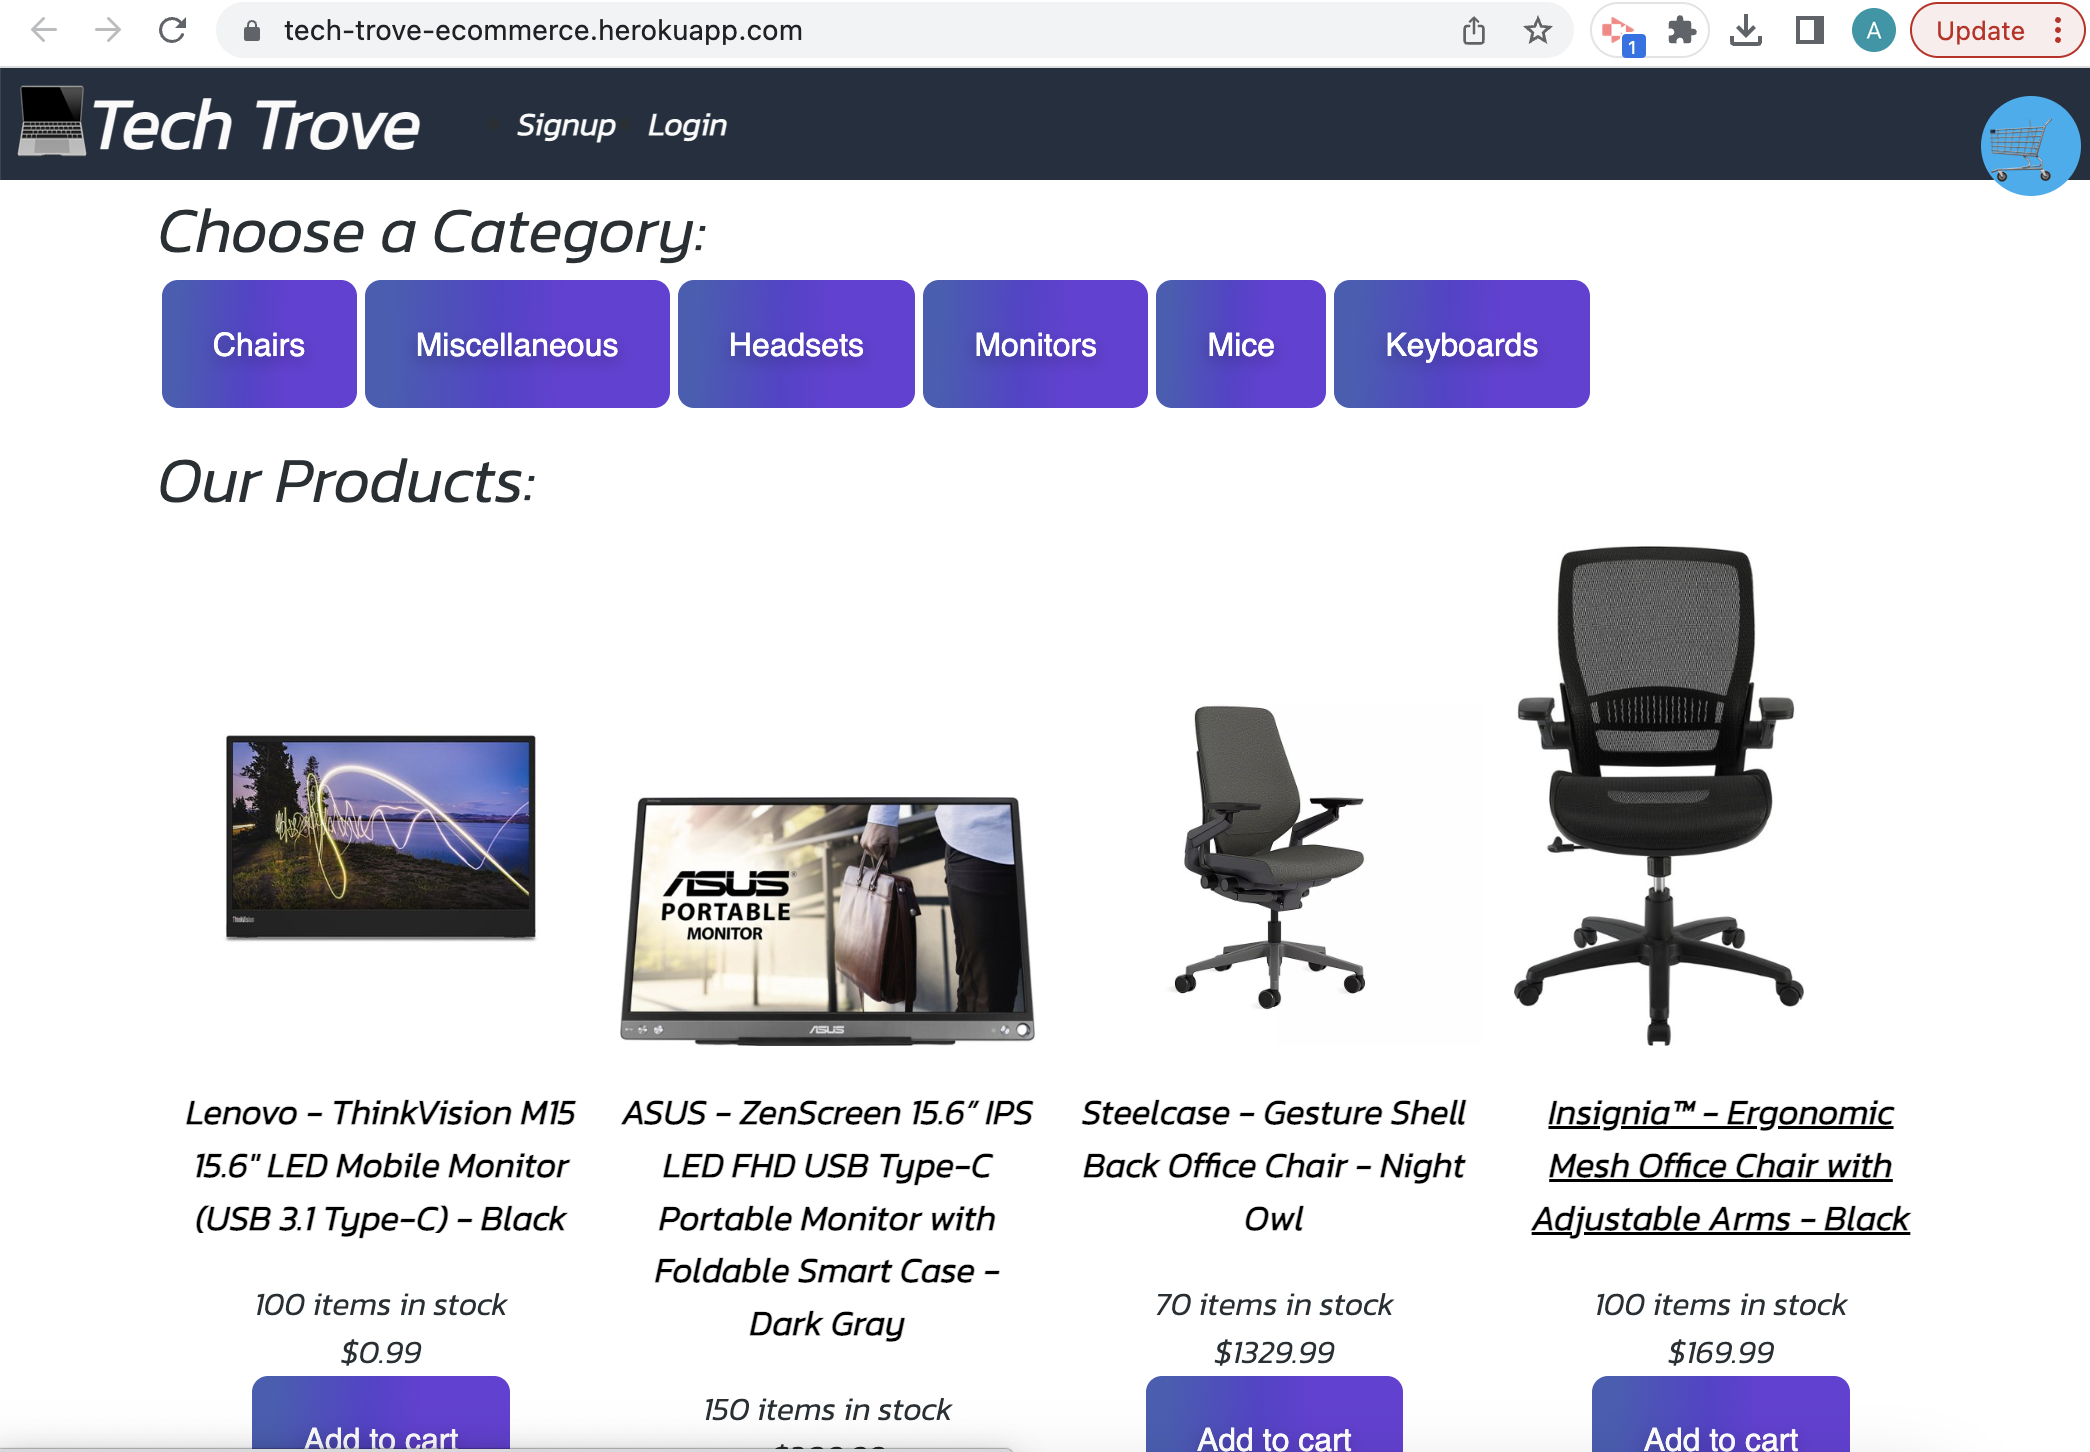 tech-trove-ecommerce.herokuapp.com
1
A
Update
Tech Trove
Signup
Login
Choose a Category:
Chairs
Miscellaneous
Headsets
Monitors
Mice
Keyboards
Our Products:
ThinkVision
ASUS
PORTABLE
MONITOR
ASUS
Lenovo - ThinkVision M15
15.6" LED Mobile Monitor
(USB 3.1 Type-C) - Black
100 items in stock
$0.99
Add to cart
ASUS - ZenScreen 15.6” IPS
LED FHD USB Type-C
Portable Monitor with
Foldable Smart Case -
Dark Gray
150 items in stock
Steelcase - Gesture Shell
Back Office Chair - Night
Owl
70 items in stock
$1329.99
Add to cart
Insignia™ - Ergonomic
Mesh Office Chair with
Adjustable Arms - Black
100 items in stock
$169.99
Add to cart